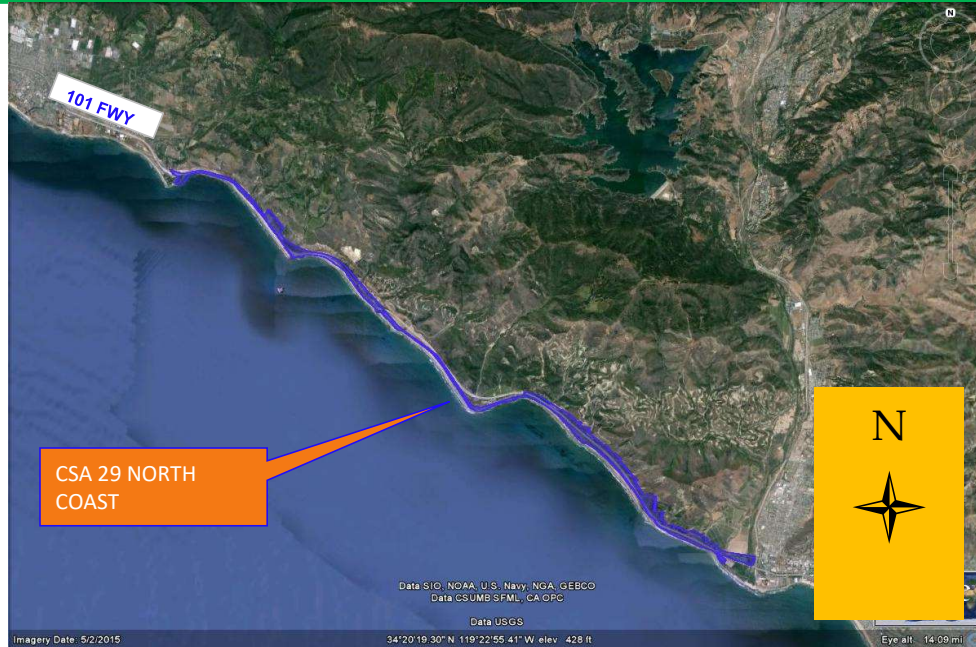 N
101 FWY
N
CSA 29 NORTH
COAST
Data SIO, NOAA, U.S. Navy, NGA, GEBCO
Data CSUMB SFML, CA OPC
Data USGS
Imagery Date: 5/2/2015
34°20'19.30" N 119°22'55.41" W elev 428 ft
Eye alt 14.09 mi